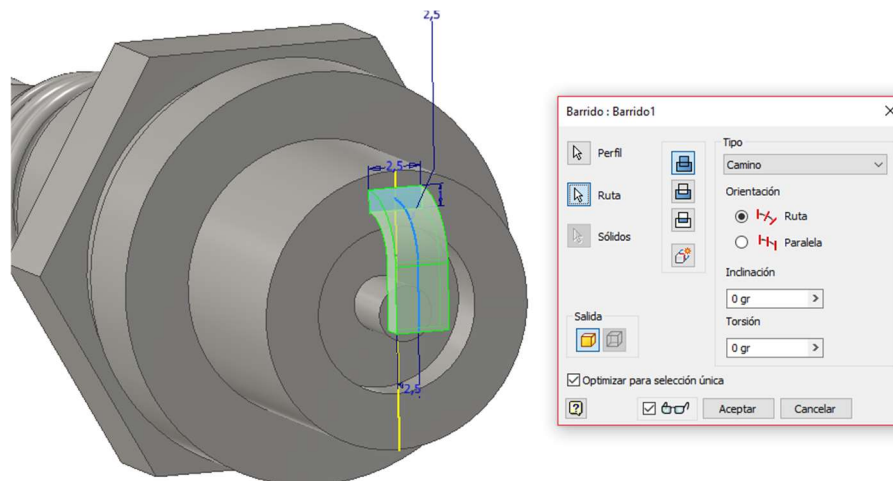 2,5
2,5
1
2,5
Barrido : Barrido1
Perfil
Ruta
Sólidos
Salida
Optimizar para selección única
Tipo
Camino
Orientación
Ruta
Paralela
Inclinación
0 gr
Torsión
0 gr
Aceptar
Cancelar